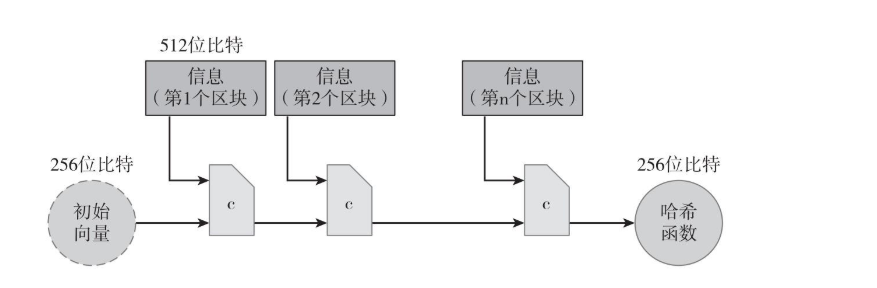 512位比特
信息
（第1个区块）
信息
（第2个区块）
信息
（第n个区块）
256位比特
256位比特
初始
向量
c
c
c
哈希
函数